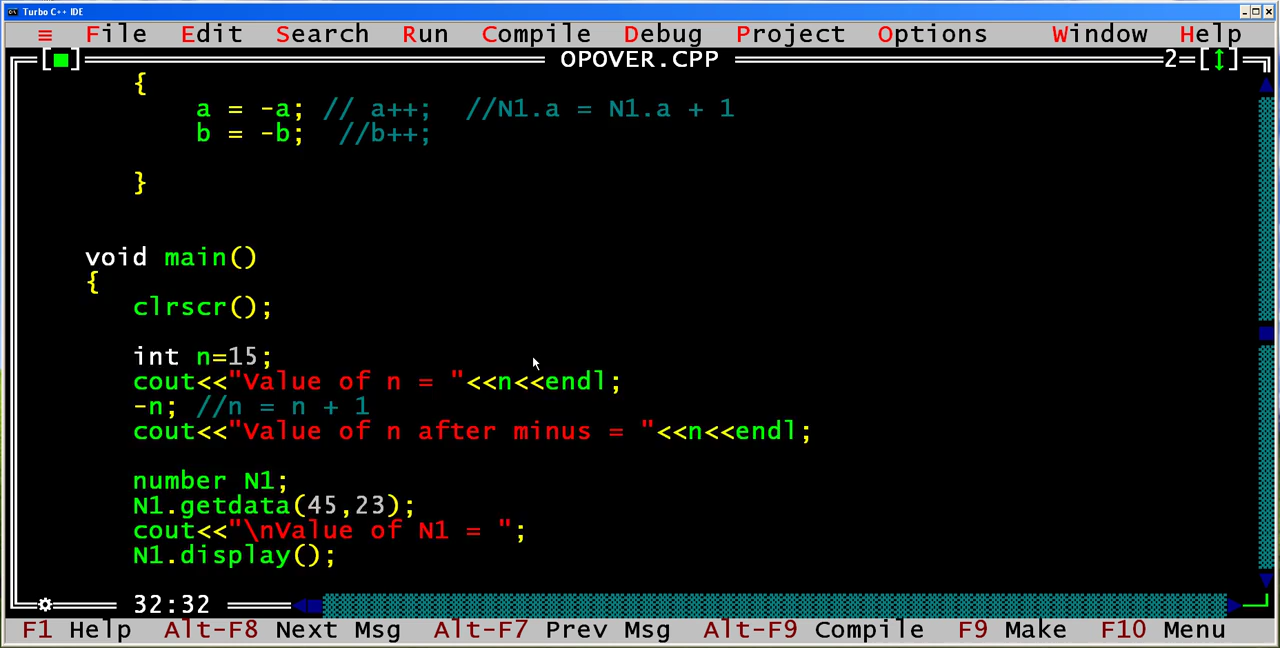 Turbo C++ IDE
≡ File Edit Search Run Compile Debug Project Options Window Help
OPOVER.CPP 2
{
a = -a; // a++; //N1.a = N1.a + 1
b = -b; //b++;
}
void main()
{
clrscr();
int n=15;
cout<<"Value of n = "<<n<<endl;
-n; //n = n + 1
cout<<"Value of n after minus = "<<n<<endl;
number N1;
N1.getdata(45,23);
cout<<"\nValue of N1 = ";
N1.display();
32:32
F1 Help Alt-F8 Next Msg Alt-F7 Prev Msg Alt-F9 Compile F9 Make F10 Menu